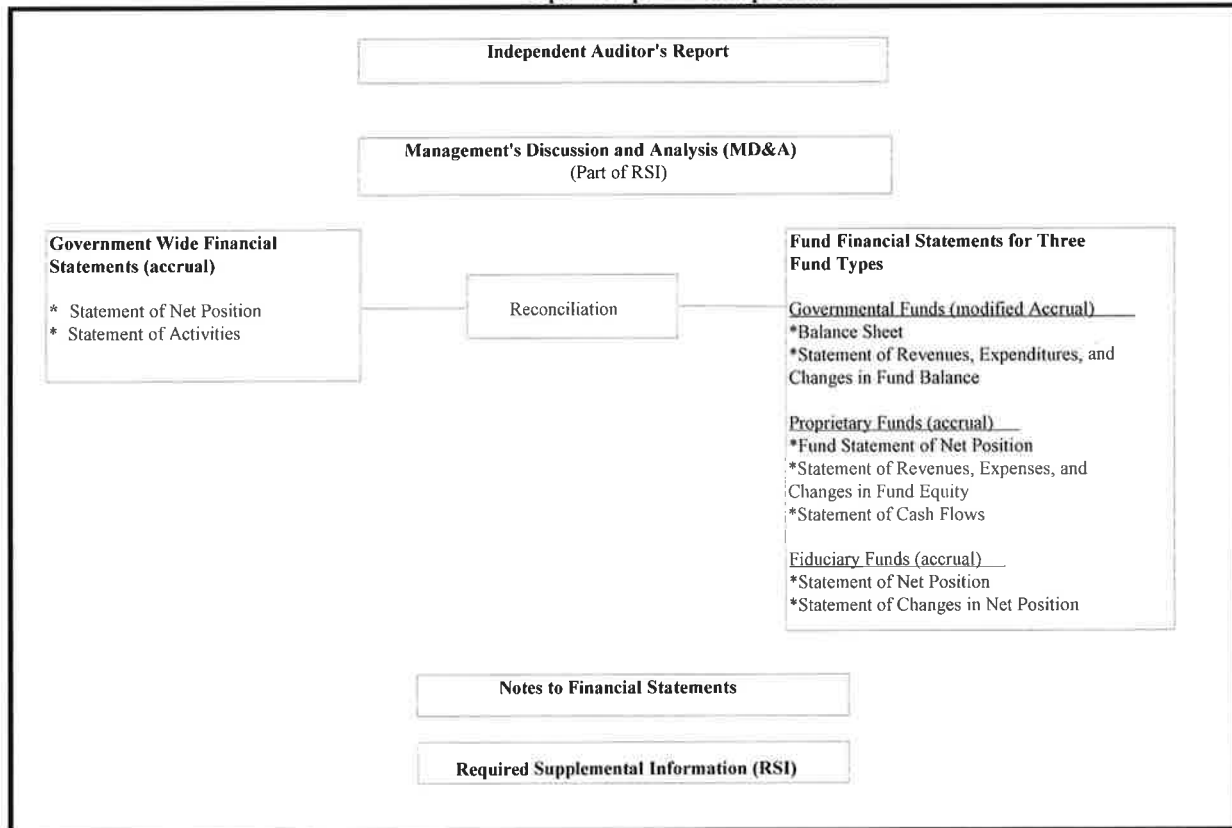 Independent Auditor's Report
Management's Discussion and Analysis (MD&A)
(Part of RSI)
Government Wide Financial
Statements (accrual)
* Statement of Net Position
* Statement of Activities
Reconciliation
Fund Financial Statements for Three
Fund Types
Governmental Funds (modified Accrual)
*Balance Sheet
*Statement of Revenues, Expenditures, and
Changes in Fund Balance
Proprietary Funds (accrual)
*Fund Statement of Net Position
*Statement of Revenues, Expenses, and
Changes in Fund Equity
*Statement of Cash Flows
Fiduciary Funds (accrual)
*Statement of Net Position
*Statement of Changes in Net Position
Notes to Financial Statements
Required Supplemental Information (RSI)